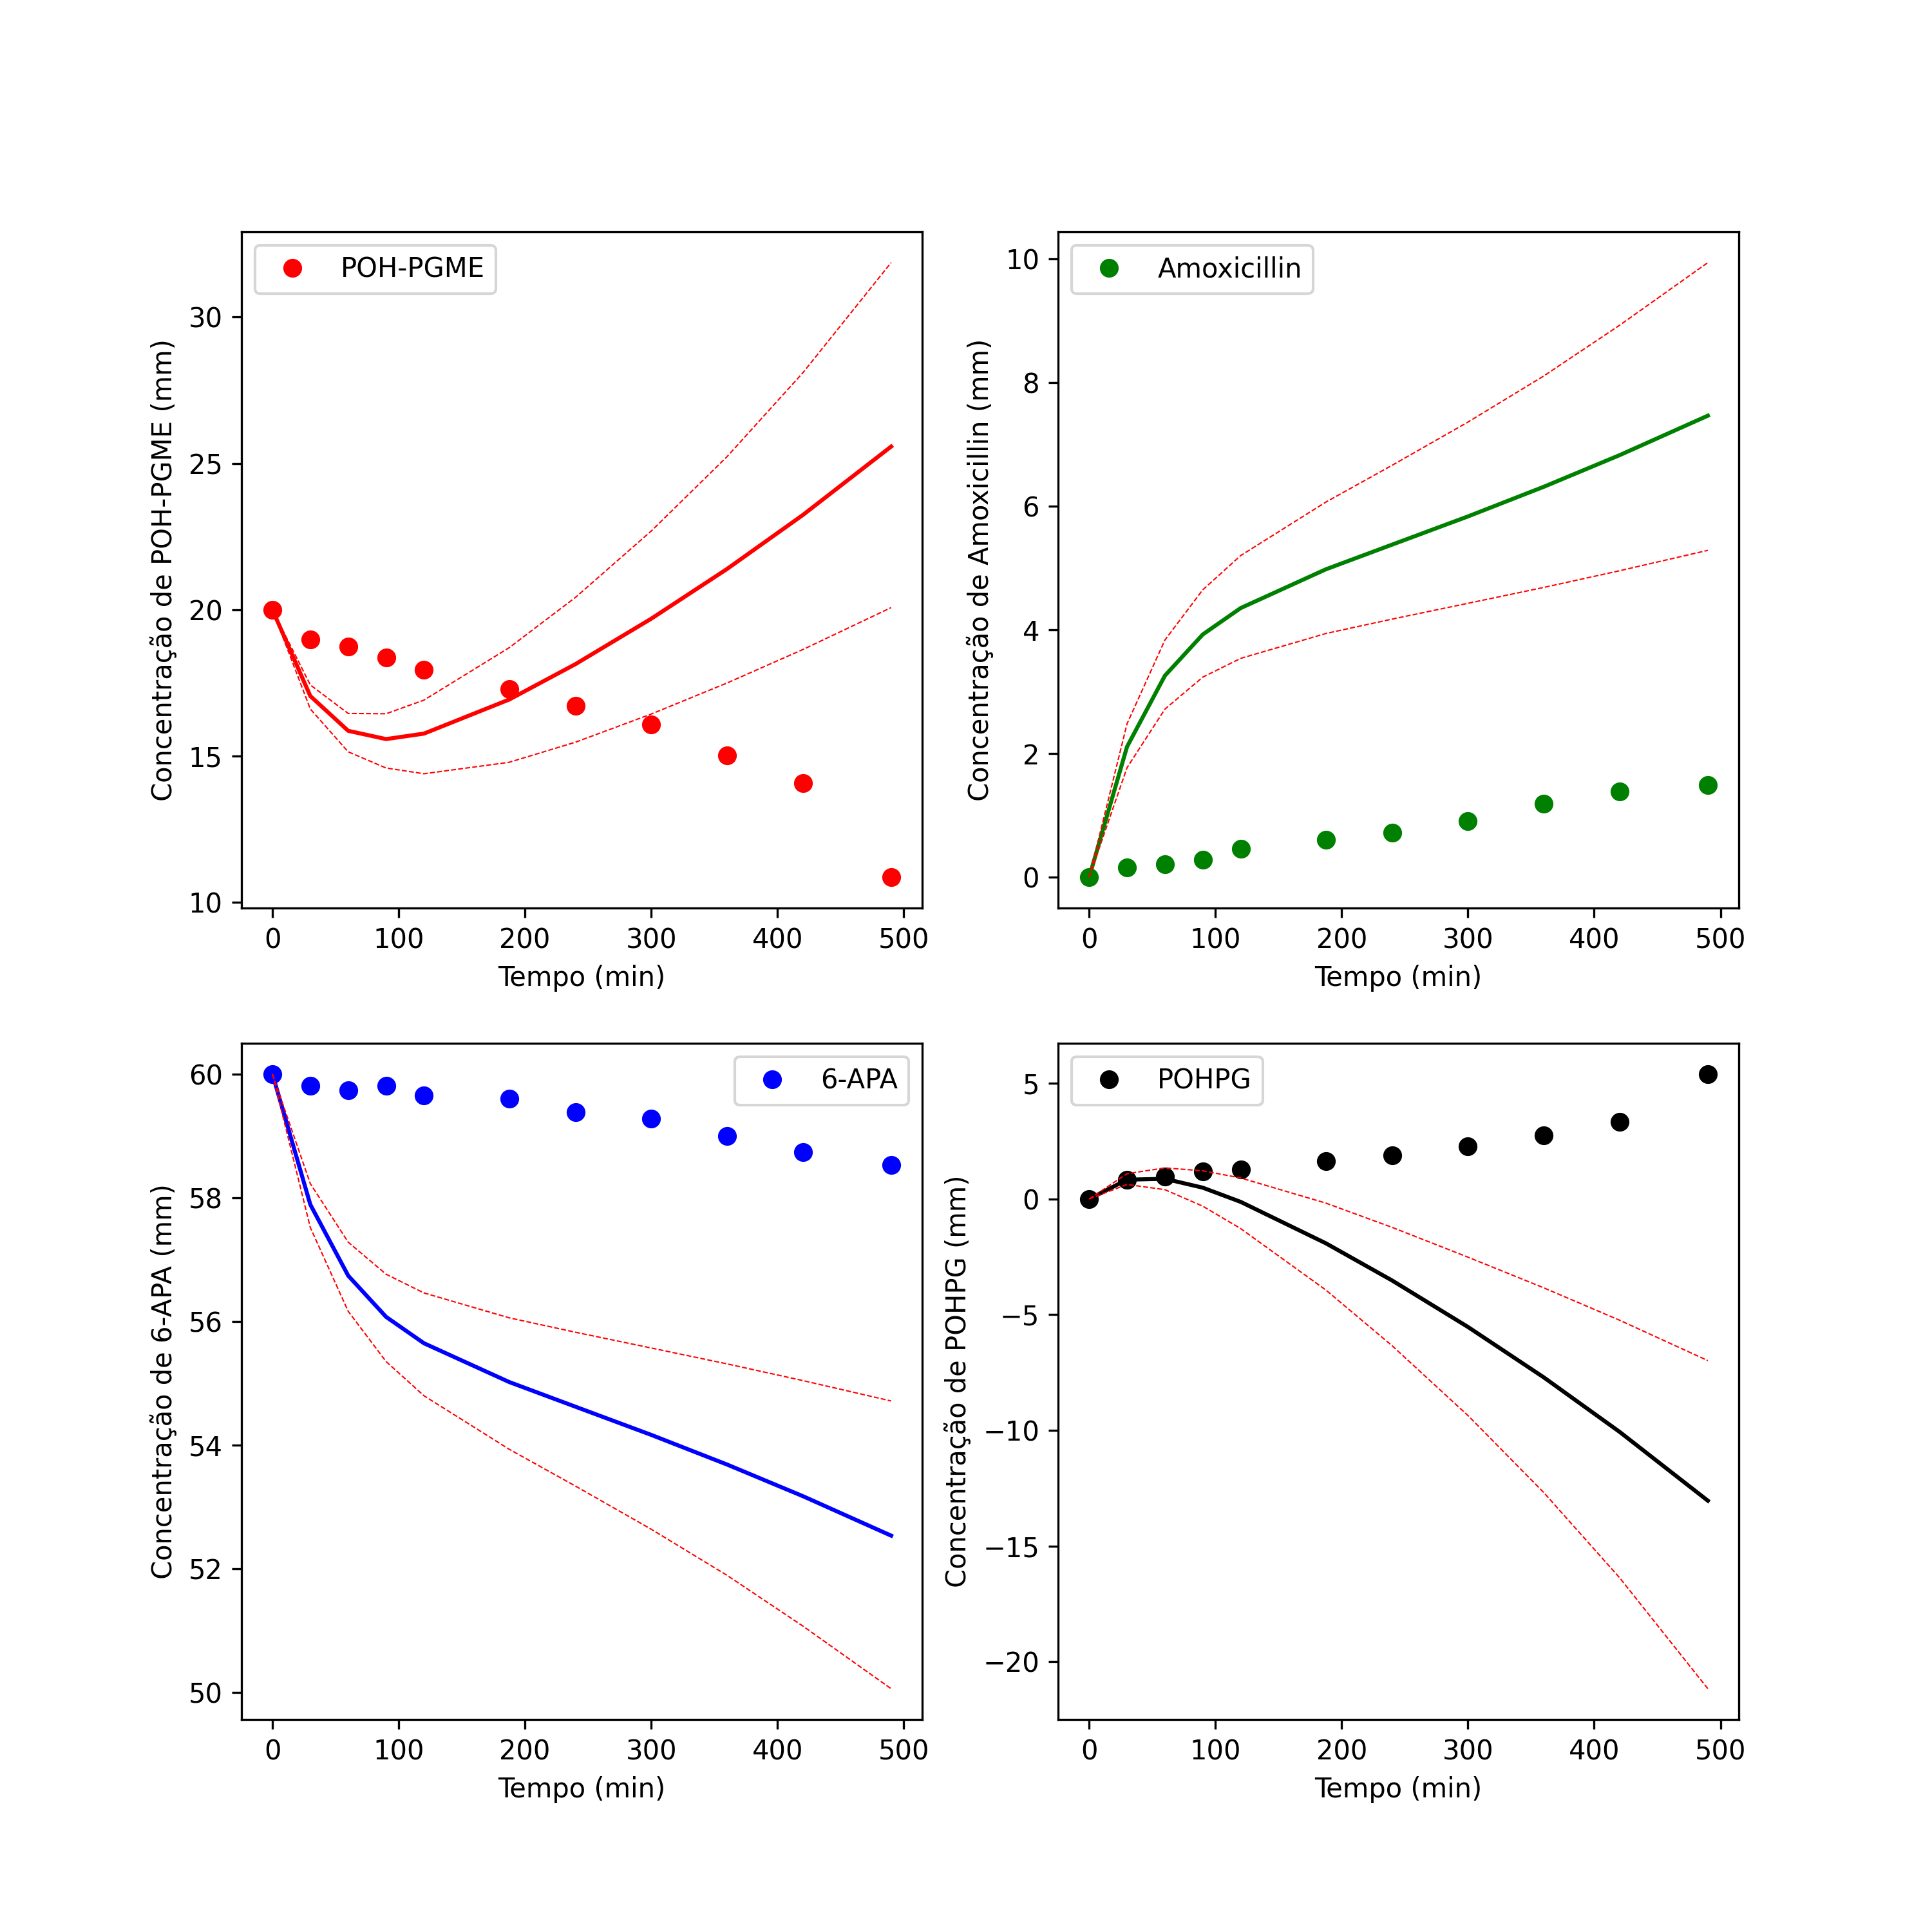 POH-PGME
Concentração de POH-PGME (mm)
30
25
20
15
10
0 100 200 300 400 500
Tempo (min)
Amoxicillin
Concentração de Amoxicillin (mm)
10
8
6
4
2
0
0 100 200 300 400 500
Tempo (min)
6-APA
Concentração de 6-APA (mm)
60
58
56
54
52
50
0 100 200 300 400 500
Tempo (min)
POHPG
Concentração de POHPG (mm)
5
0
−5
−10
−15
−20
0 100 200 300 400 500
Tempo (min)